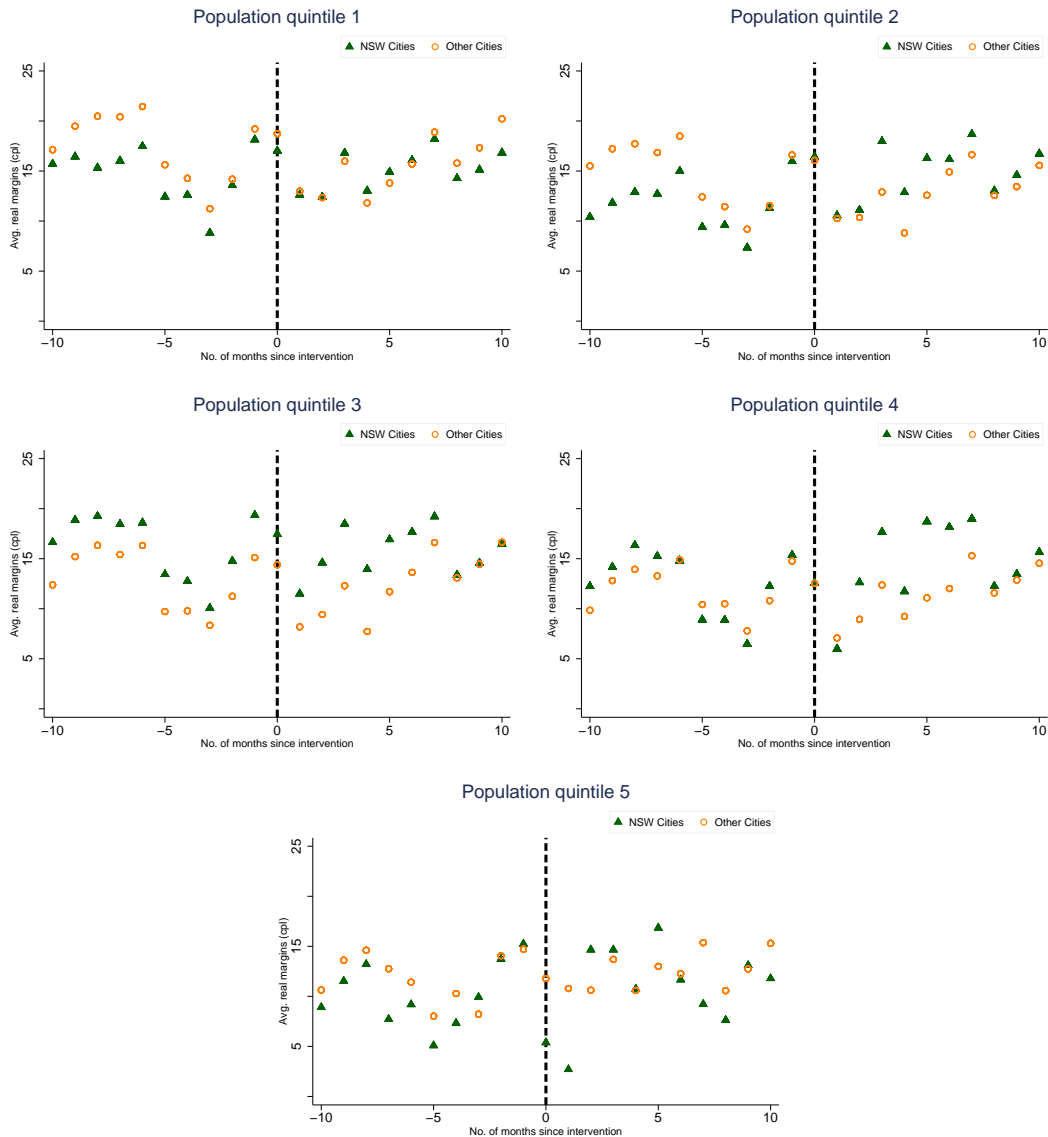 Population quintile 1
NSW Cities Other Cities
Avg. real margins (cpl)
25
15
5
−10 −5 0 5 10
No. of months since intervention
Population quintile 2
NSW Cities Other Cities
Avg. real margins (cpl)
25
15
5
−10 −5 0 5 10
No. of months since intervention
Population quintile 3
NSW Cities Other Cities
Avg. real margins (cpl)
25
15
5
−10 −5 0 5 10
No. of months since intervention
Population quintile 4
NSW Cities Other Cities
Avg. real margins (cpl)
25
15
5
−10 −5 0 5 10
No. of months since intervention
Population quintile 5
NSW Cities Other Cities
Avg. real margins (cpl)
25
15
5
−10 −5 0 5 10
No. of months since intervention